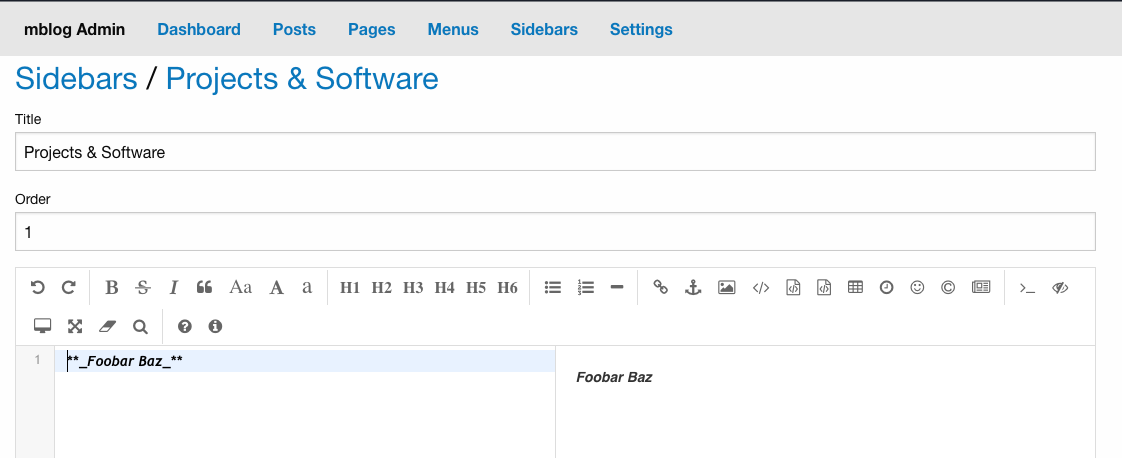 mblog Admin Dashboard Posts Pages Menus Sidebars Settings
Sidebars / Projects & Software
Title
Projects & Software
Order
1
B S I Aa A a H1 H2 H3 H4 H5 H6
1 **_Foobar Baz_**
Foobar Baz